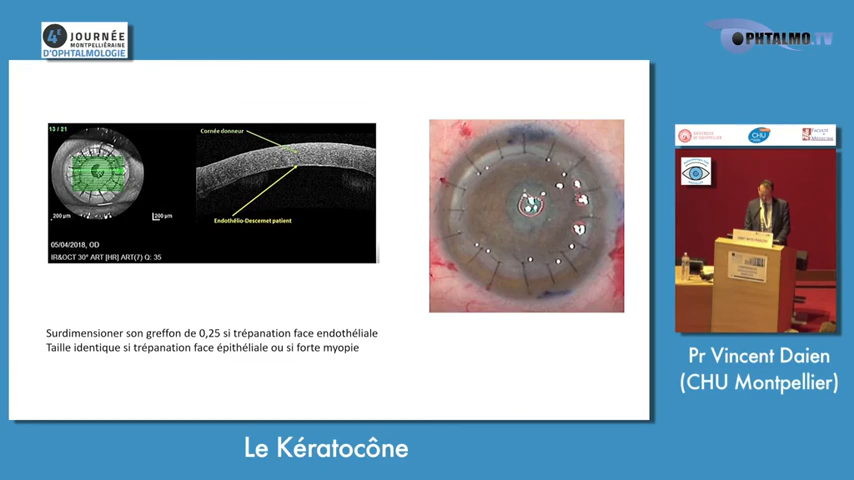 4E JOURNÉE
MONTPELLIÉRAINE
D'OPHTALMOLOGIE
OPHTALMO.TV
13 / 21
Cornée donneur
Endothélio-Descemet patient
200 µm
200 µm
05/04/2018, OD
IR&OCT 30° ART [HR] ART(7) Q: 35
Surdimensioner son greffon de 0,25 si trépanation face endothéliale
Taille identique si trépanation face épithéliale ou si forte myopie
CHU
Pr Vincent Daien
(CHU Montpellier)
Le Kératocône